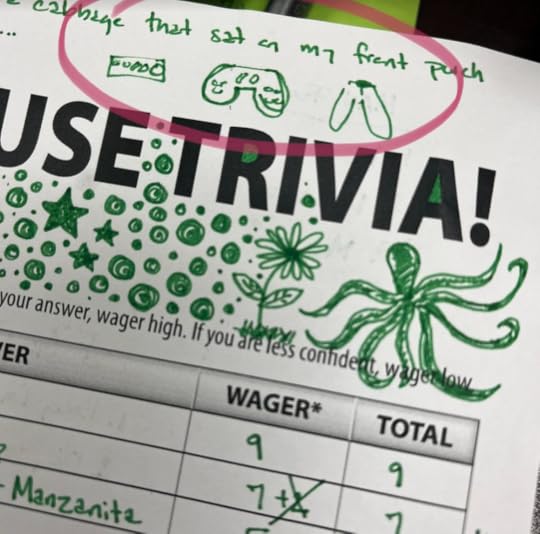 cabbage that sat on my front porch
...
USE TRIVIA!
your answer, wager high. If you are less confident, wager low
ER
WAGER*
TOTAL
9
9
7 +2
7
- Manzanita